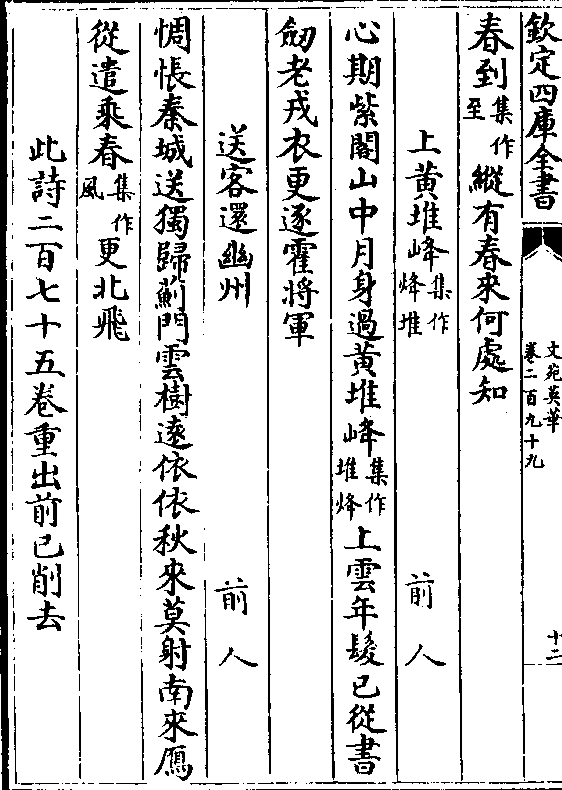 欽定四庫全書
文苑英華
卷二百九十九
十二
春到集作至縱有春來何處知
上黃堆峰集作烽堆
前人
心期紫閣山中月身過黃堆峰集作堆烽上雲年髮已從書
劒老戎衣更逐霍將軍
送客還幽州
前人
惆悵秦城送獨歸薊門雲樹遠依依秋來莫射南來鴈
從遣乘春集作風更北飛
此詩二百七十五卷重出前已削去